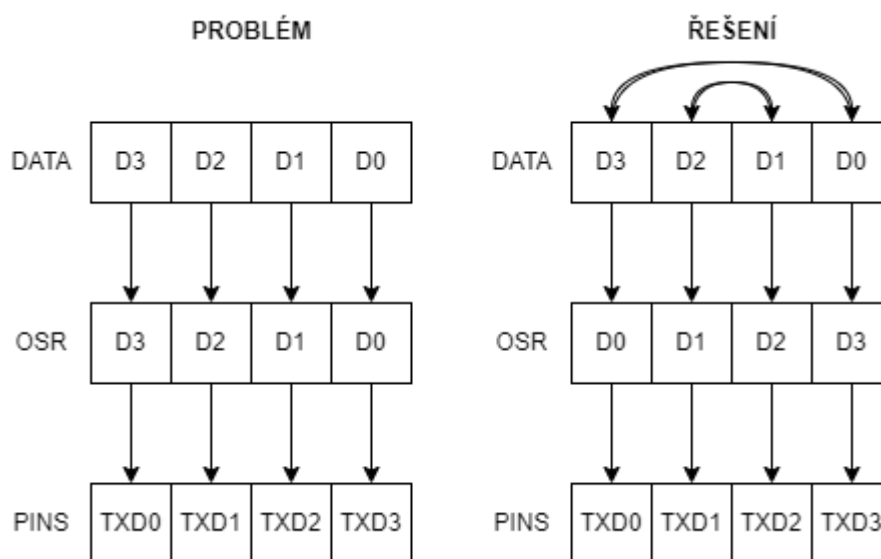 PROBLÉM
DATA D3 D2 D1 D0
OSR D3 D2 D1 D0
PINS TXD0 TXD1 TXD2 TXD3
ŘEŠENÍ
DATA D3 D2 D1 D0
OSR D0 D1 D2 D3
PINS TXD0 TXD1 TXD2 TXD3